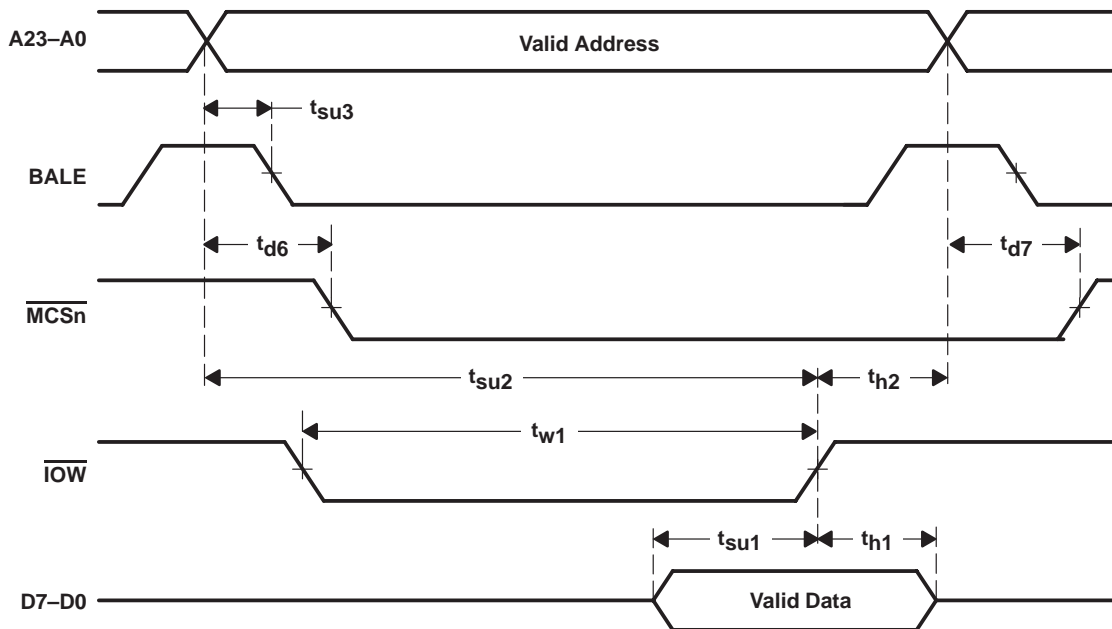 A23–A0
Valid Address
tsu3
BALE
td6
td7
MCSn
tsu2
th2
tw1
IOW
tsu1
th1
D7–D0
Valid Data